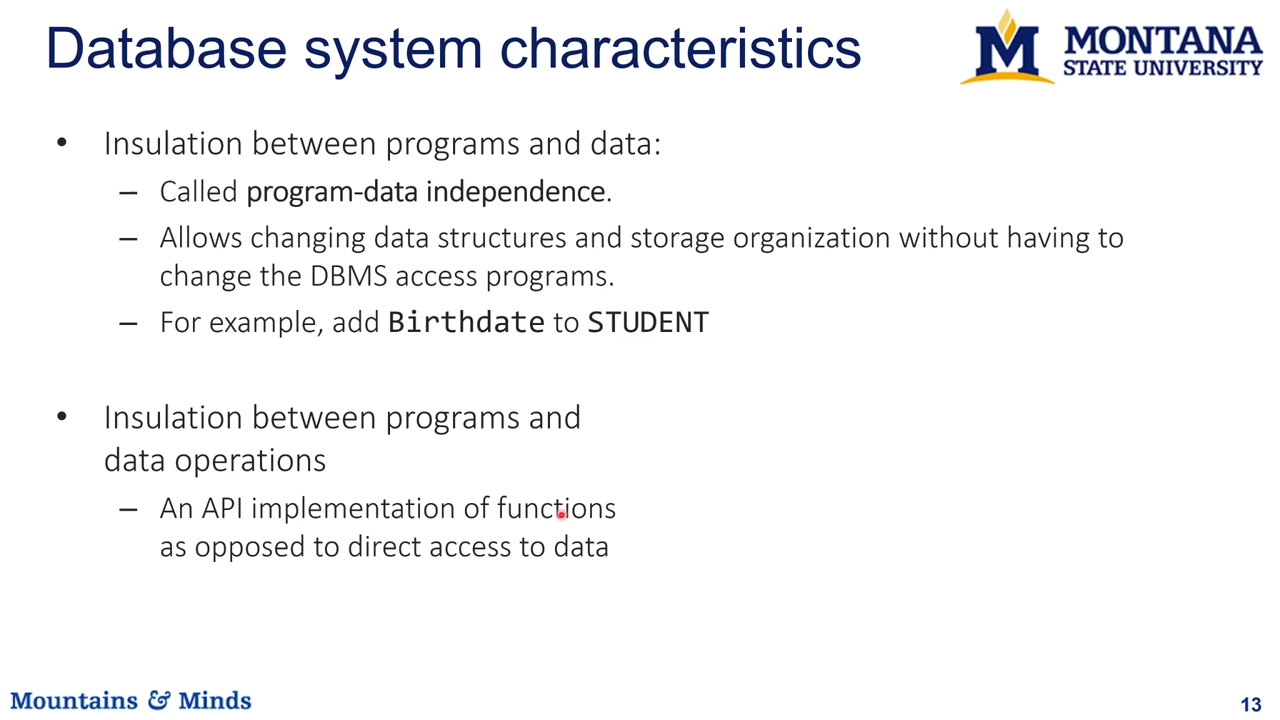 Database system characteristics
MONTANA
STATE UNIVERSITY
• Insulation between programs and data:
– Called program-data independence.
– Allows changing data structures and storage organization without having to
change the DBMS access programs.
– For example, add Birthdate to STUDENT
• Insulation between programs and
data operations
– An API implementation of functions
as opposed to direct access to data
Mountains & Minds
13